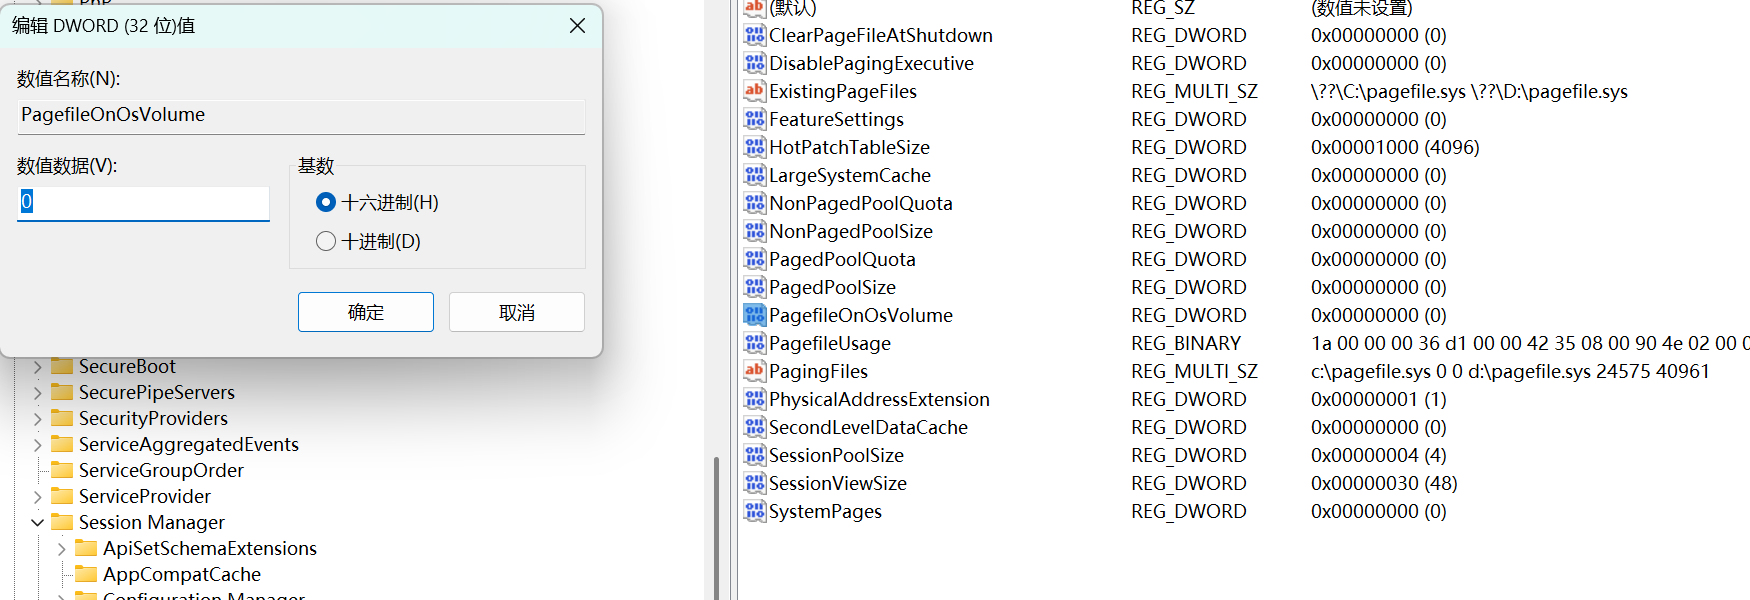 编辑 DWORD (32 位)值
数值名称(N):
PagefileOnOsVolume
数值数据(V):
0
基数
十六进制(H)
十进制(D)
确定
取消
SecureBoot
SecurePipeServers
SecurityProviders
ServiceAggregatedEvents
ServiceGroupOrder
ServiceProvider
Session Manager
ApiSetSchemaExtensions
AppCompatCache
Configuration Manager
(默认) REG_SZ (数值未设置)
ClearPageFileAtShutdown REG_DWORD 0x00000000 (0)
DisablePagingExecutive REG_DWORD 0x00000000 (0)
ExistingPageFiles REG_MULTI_SZ \??\C:\pagefile.sys \??\D:\pagefile.sys
FeatureSettings REG_DWORD 0x00000000 (0)
HotPatchTableSize REG_DWORD 0x00001000 (4096)
LargeSystemCache REG_DWORD 0x00000000 (0)
NonPagedPoolQuota REG_DWORD 0x00000000 (0)
NonPagedPoolSize REG_DWORD 0x00000000 (0)
PagedPoolQuota REG_DWORD 0x00000000 (0)
PagedPoolSize REG_DWORD 0x00000000 (0)
PagefileOnOsVolume REG_DWORD 0x00000000 (0)
PagefileUsage REG_BINARY 1a 00 00 00 36 d1 00 00 42 35 08 00 90 4e 02 00 0
PagingFiles REG_MULTI_SZ c:\pagefile.sys 0 0 d:\pagefile.sys 24575 40961
PhysicalAddressExtension REG_DWORD 0x00000001 (1)
SecondLevelDataCache REG_DWORD 0x00000000 (0)
SessionPoolSize REG_DWORD 0x00000004 (4)
SessionViewSize REG_DWORD 0x00000030 (48)
SystemPages REG_DWORD 0x00000000 (0)